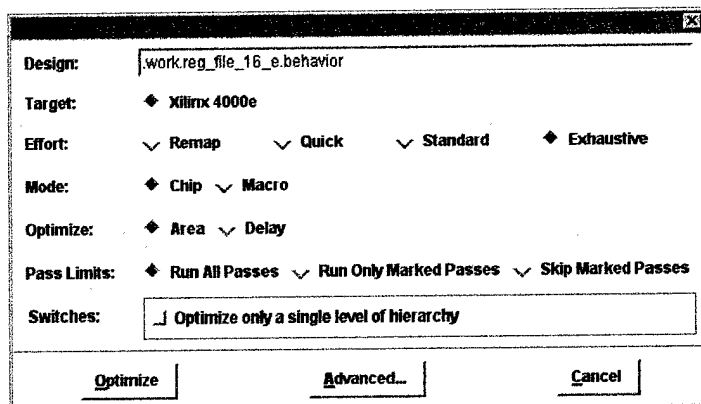 Design: .work.reg_file_16_e.behavior
Target: Xilinx 4000e
Effort: Remap Quick Standard Exhaustive
Mode: Chip Macro
Optimize: Area Delay
Pass Limits: Run All Passes Run Only Marked Passes Skip Marked Passes
Switches: Optimize only a single level of hierarchy
Optimize Advanced... Cancel